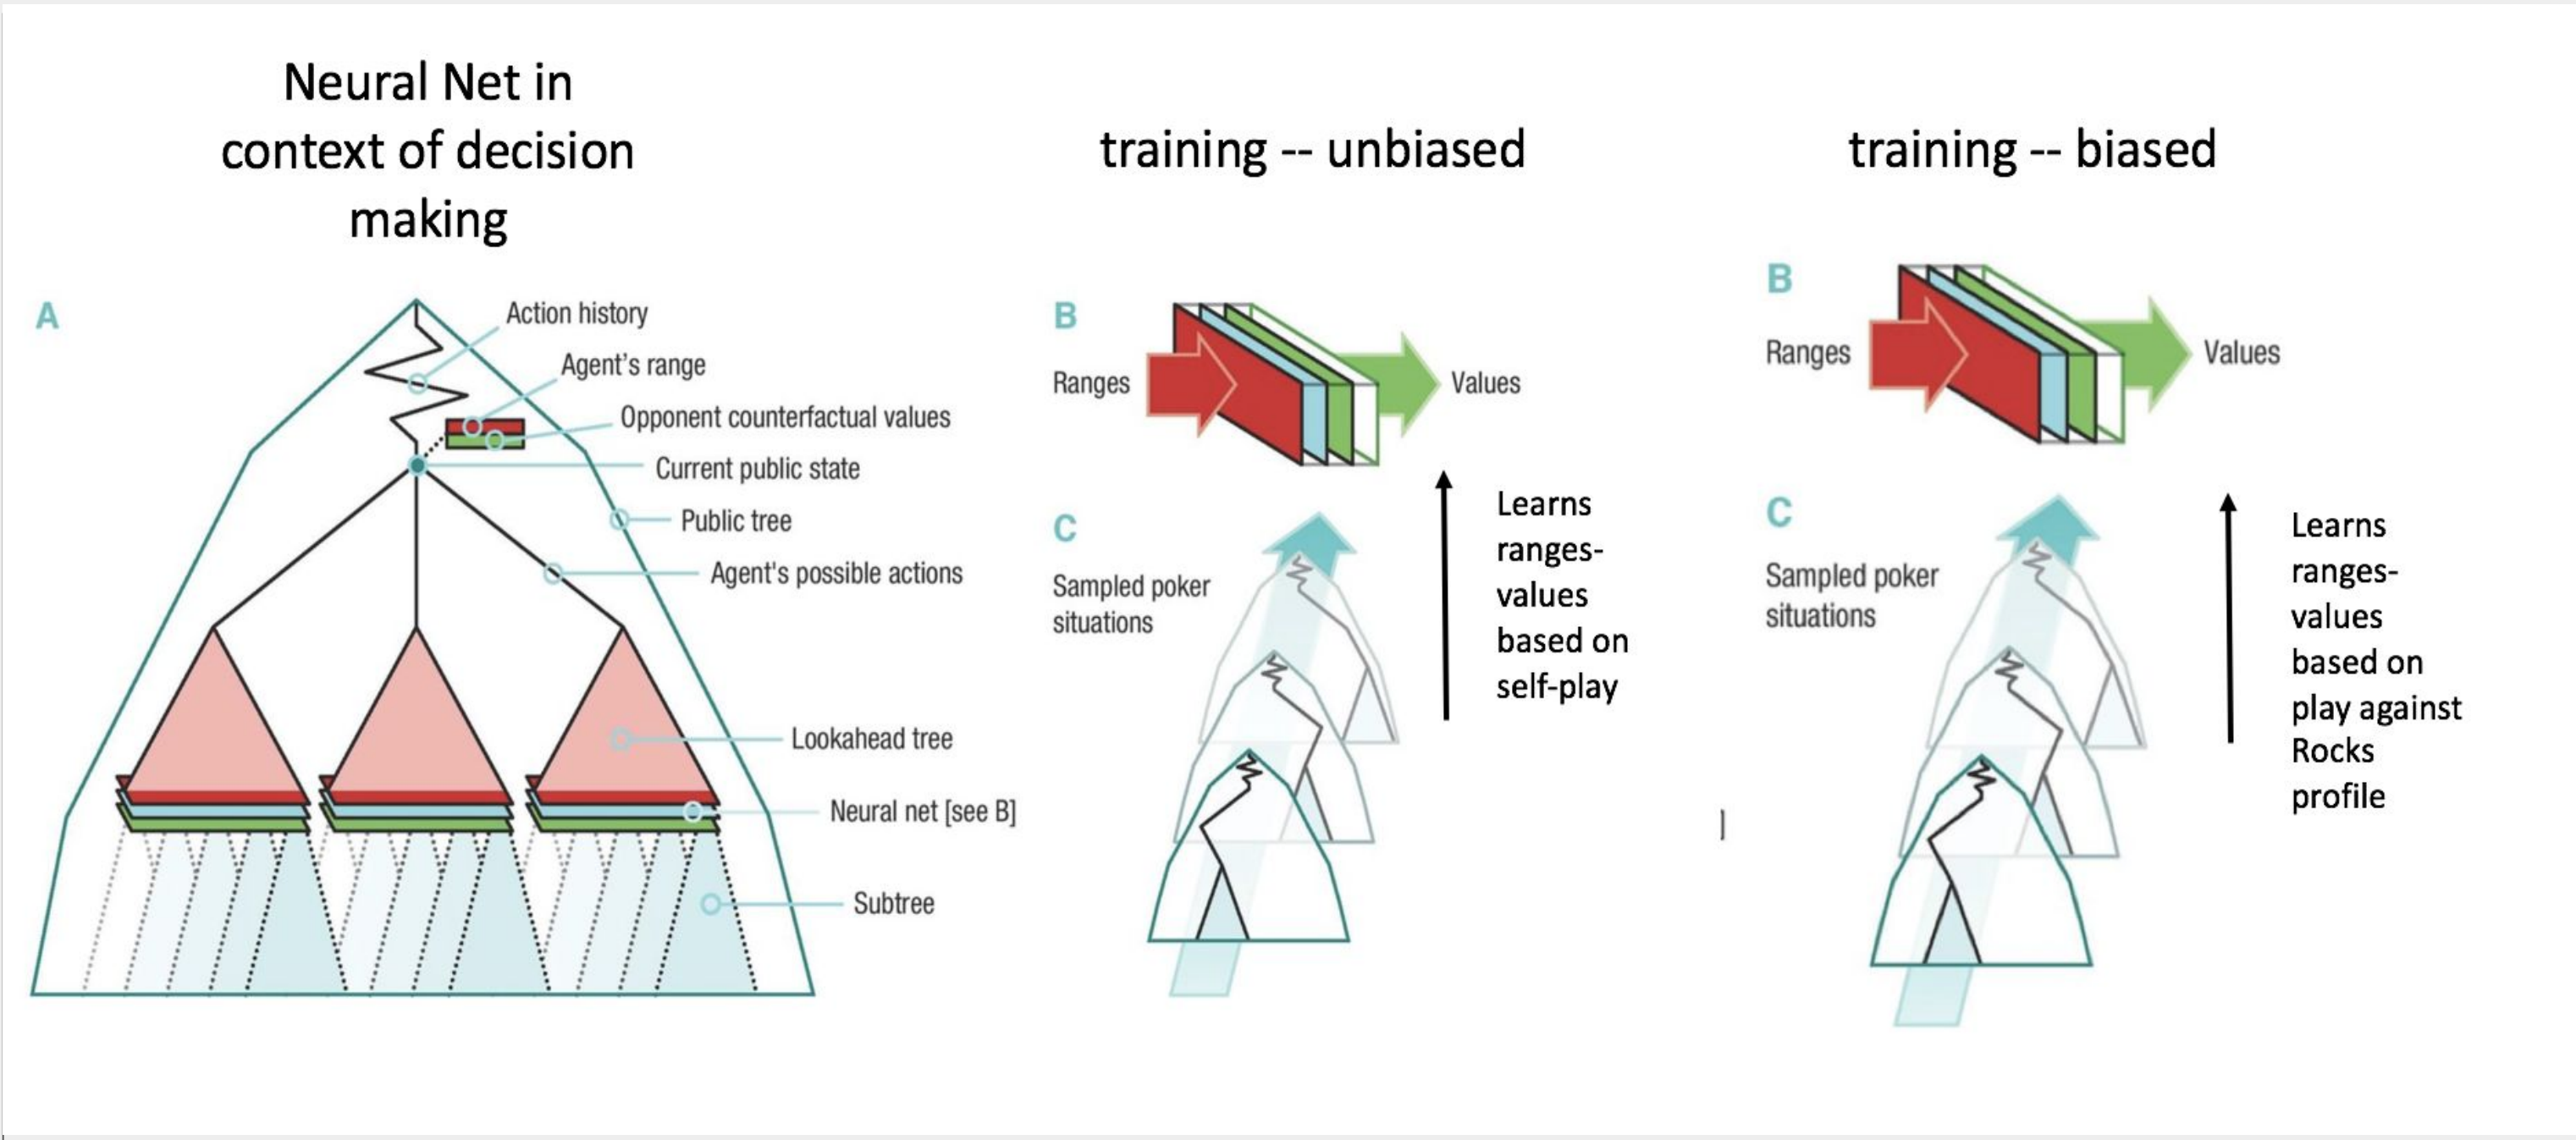 Neural Net in
context of decision
making
A
Action history
Agent's range
Opponent counterfactual values
Current public state
Public tree
Agent's possible actions
Lookahead tree
Neural net [see B]
Subtree
training -- unbiased
B
Ranges
Values
C
Sampled poker
situations
Learns
ranges-
values
based on
self-play
training -- biased
B
Ranges
Values
C
Sampled poker
situations
]
Learns
ranges-
values
based on
play against
Rocks
profile